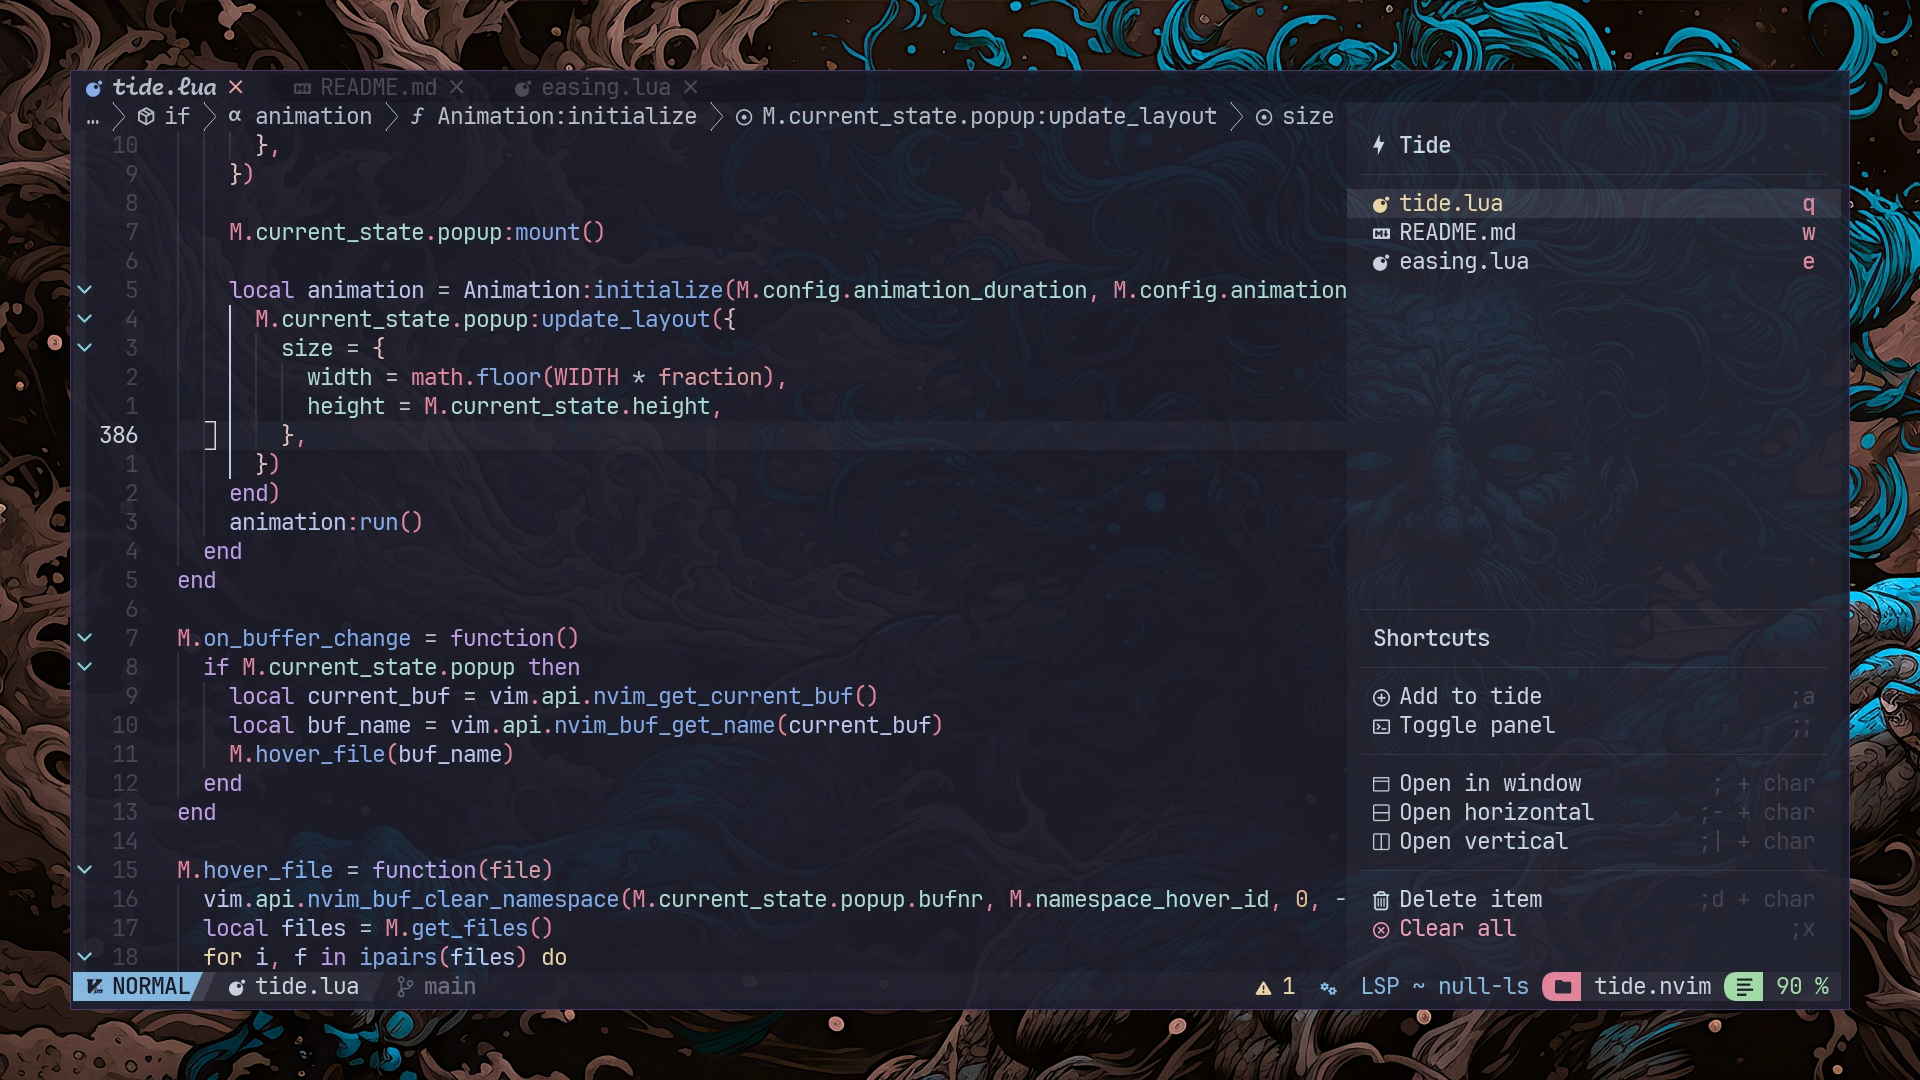 tide.lua README.md easing.lua
… if α animation ƒ Animation:initialize M.current_state.popup:update_layout size
10 },
9 })
8
7 M.current_state.popup:mount()
6
5 local animation = Animation:initialize(M.config.animation_duration, M.config.animation
4 M.current_state.popup:update_layout({
3 size = {
2 width = math.floor(WIDTH * fraction),
1 height = M.current_state.height,
386 },
1 })
2 end)
3 animation:run()
4 end
5 end
6
7 M.on_buffer_change = function()
8 if M.current_state.popup then
9 local current_buf = vim.api.nvim_get_current_buf()
10 local buf_name = vim.api.nvim_buf_get_name(current_buf)
11 M.hover_file(buf_name)
12 end
13 end
14
15 M.hover_file = function(file)
16 vim.api.nvim_buf_clear_namespace(M.current_state.popup.bufnr, M.namespace_hover_id, 0, -
17 local files = M.get_files()
18 for i, f in ipairs(files) do
Tide
tide.lua q
README.md w
easing.lua e
Shortcuts
Add to tide ;a
Toggle panel ;;
Open in window ; + char
Open horizontal ;- + char
Open vertical ;| + char
Delete item ;d + char
Clear all ;x
NORMAL tide.lua main 1 LSP ~ null-ls tide.nvim 90 %